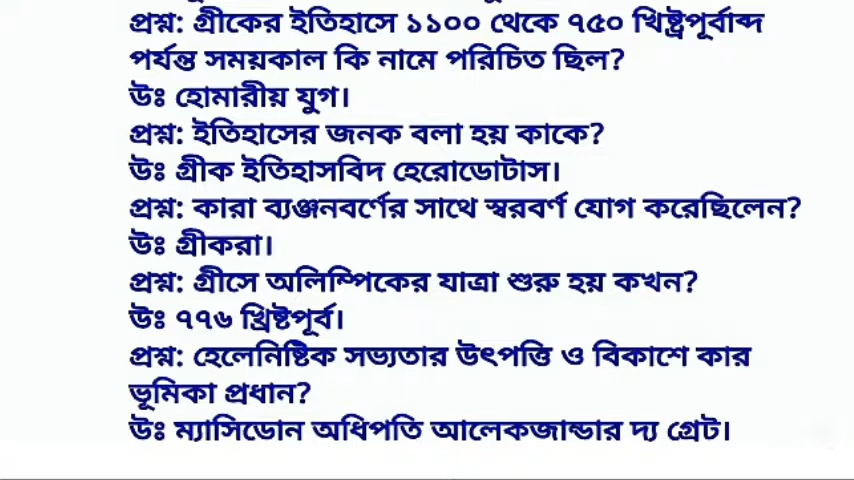 প্রশ্ন: গ্রীকের ইতিহাসে ১১০০ থেকে ৭৫০ খিষ্ট্রপূর্বাব্দ
পর্যন্ত সময়কাল কি নামে পরিচিত ছিল?
উঃ হোমারীয় যুগ।
প্রশ্ন: ইতিহাসের জনক বলা হয় কাকে?
উঃ গ্রীক ইতিহাসবিদ হেরোডোটাস।
প্রশ্ন: কারা ব্যঞ্জনবর্ণের সাথে স্বরবর্ণ যোগ করেছিলেন?
উঃ গ্রীকরা।
প্রশ্ন: গ্রীসে অলিম্পিকের যাত্রা শুরু হয় কখন?
উঃ ৭৭৬ খ্রিষ্টপূর্ব।
প্রশ্ন: হেলেনিষ্টিক সভ্যতার উৎপত্তি ও বিকাশে কার
ভূমিকা প্রধান?
উঃ ম্যাসিডোন অধিপতি আলেকজান্ডার দ্য গ্রেট।